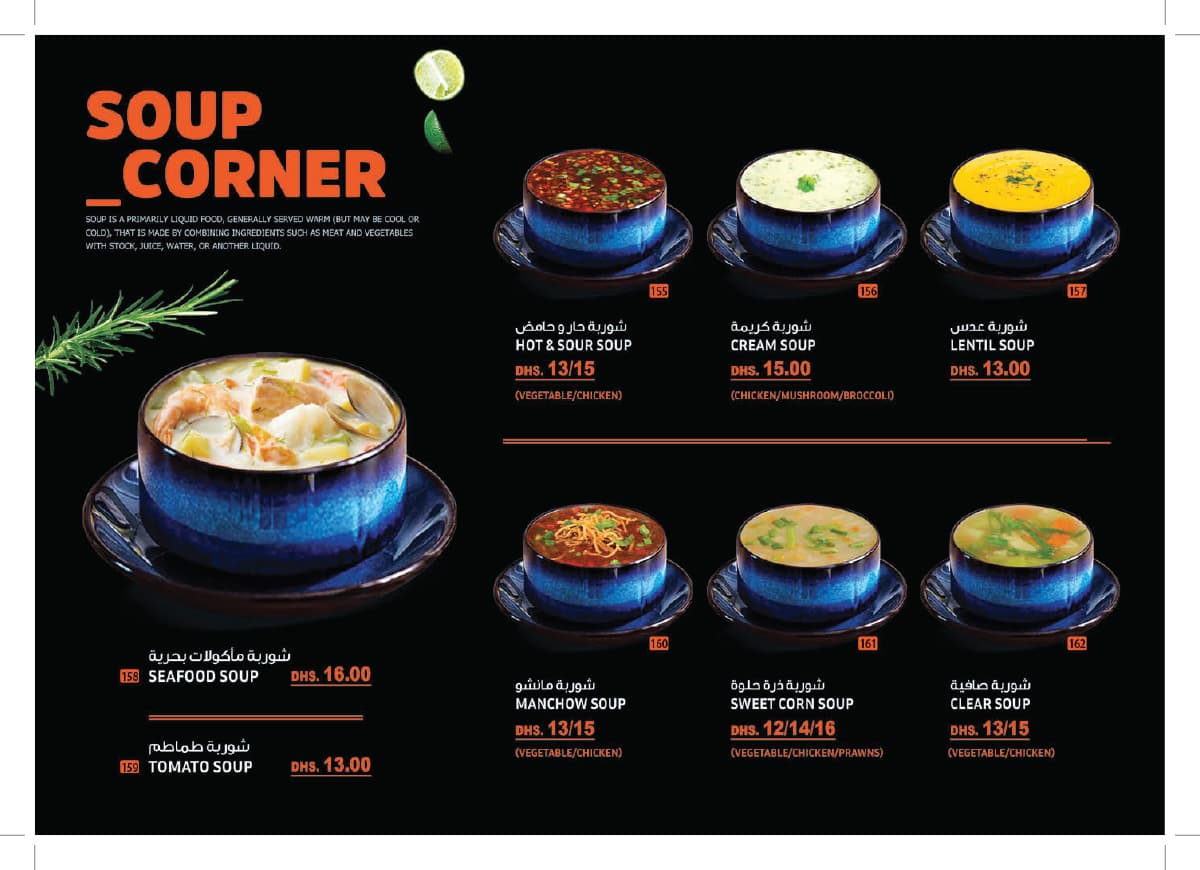 SOUP
_CORNER
SOUP IS A PRIMARILY LIQUID FOOD, GENERALLY SERVED WARM (BUT MAY BE COOL OR
COLD), THAT IS MADE BY COMBINING INGREDIENTS SUCH AS MEAT AND VEGETABLES
WITH STOCK, JUICE, WATER, OR ANOTHER LIQUID.
155
شوربة حار و حامض
HOT & SOUR SOUP
DHS. 13/15
(VEGETABLE/CHICKEN)
156
شوربة كريمة
CREAM SOUP
DHS. 15.00
(CHICKEN/MUSHROOM/BROCCOLI)
157
شوربة عدس
LENTIL SOUP
DHS. 13.00
شوربة مأكولات بحرية
158 SEAFOOD SOUP DHS. 16.00
شوربة طماطم
159 TOMATO SOUP DHS. 13.00
160
شوربة مانشو
MANCHOW SOUP
DHS. 13/15
(VEGETABLE/CHICKEN)
161
شوربة ذرة حلوة
SWEET CORN SOUP
DHS. 12/14/16
(VEGETABLE/CHICKEN/PRAWNS)
162
شوربة صافية
CLEAR SOUP
DHS. 13/15
(VEGETABLE/CHICKEN)